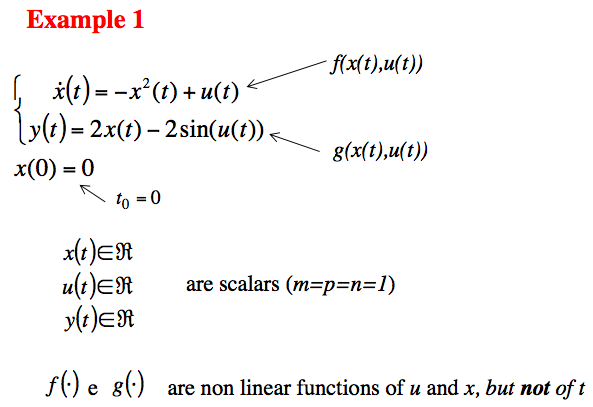 Example 1
f(x(t),u(t))
ẋ(t) = −x²(t) + u(t)
y(t) = 2x(t) − 2sin(u(t))
g(x(t),u(t))
x(0) = 0
t₀ = 0
x(t)∈ℜ
u(t)∈ℜ are scalars (m=p=n=1)
y(t)∈ℜ
f(·) e g(·) are non linear functions of u and x, but not of t